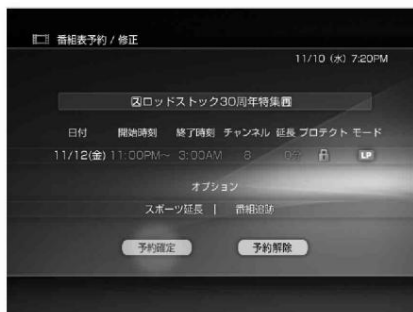 番組表予約 / 修正
11/10 (水) 7:20PM
🅂ロッドストック30周年特集🈞
日付 開始時刻 終了時刻 チャンネル 延長 プロテクト モード
11/12(金) 11:00PM~ 3:00AM 8 LP
オプション
スポーツ延長 | 番組追跡
予約確定 予約解除